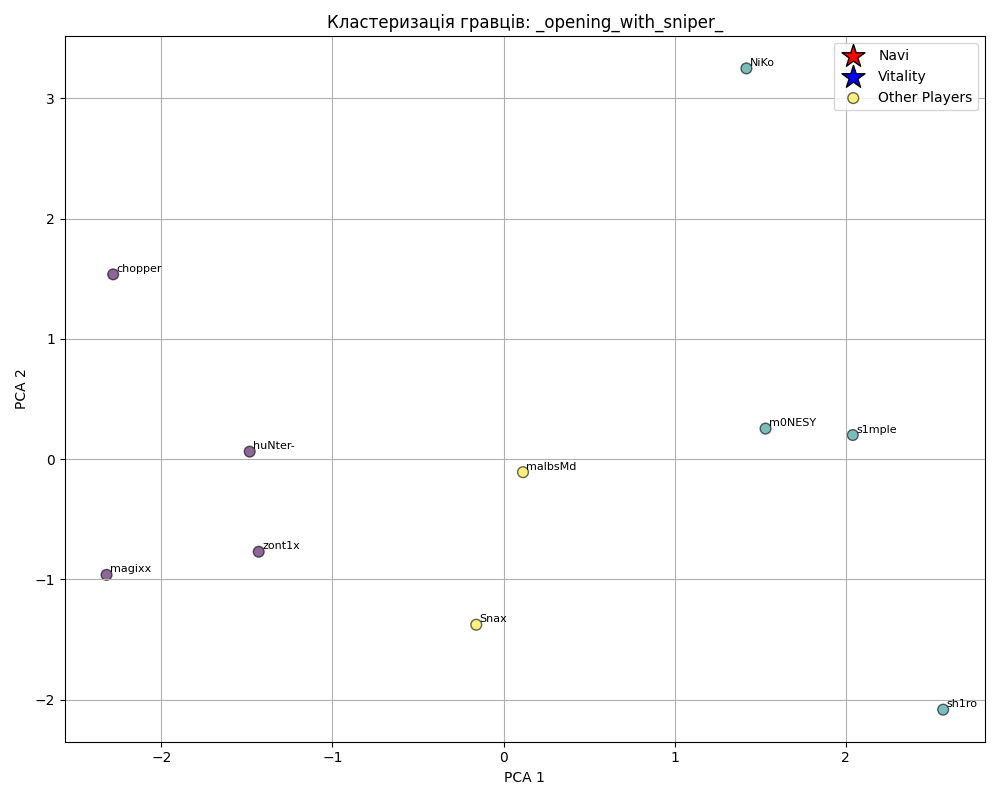 Кластеризація гравців: _opening_with_sniper_
NiKo
Navi
Vitality
Other Players
3
2
chopper
1
PCA 2
m0NESY
s1mple
huNter-
0
malbsMd
zont1x
magixx
−1
Snax
−2
sh1ro
−2
−1
0
1
2
PCA 1